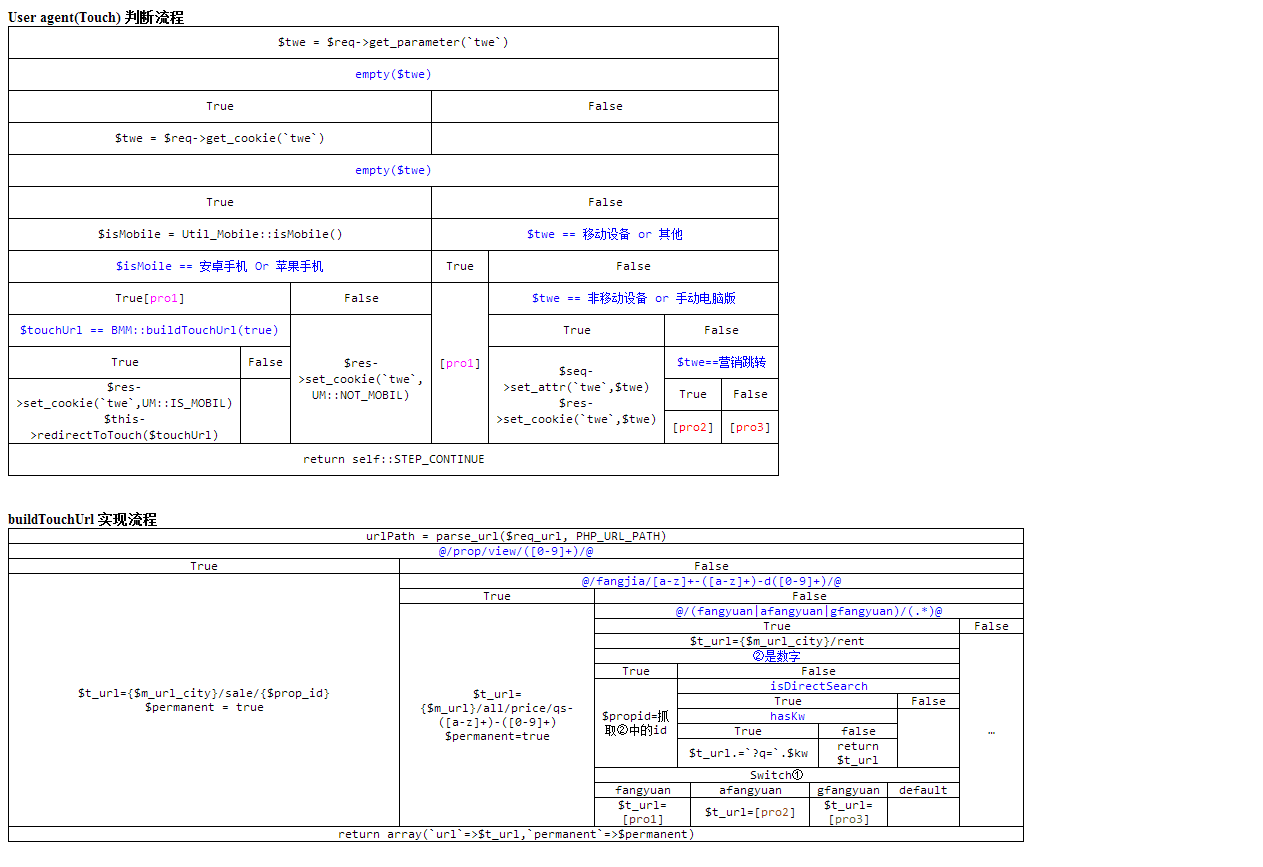 User agent(Touch) 判断流程
$twe = $req->get_parameter(`twe`)
empty($twe)
True False
$twe = $req->get_cookie(`twe`)
empty($twe)
True False
$isMobile = Util_Mobile::isMobile() $twe == 移动设备 or 其他
$isMoile == 安卓手机 Or 苹果手机 True False
True[pro1] False $twe == 非移动设备 or 手动电脑版
$touchUrl == BMM::buildTouchUrl(true) True False
True False $twe==营销跳转
$res-
>set_cookie(`twe`,
UM::NOT_MOBIL)
[pro1]
$seq-
>set_attr(`twe`,$twe)
$res-
>set_cookie(`twe`,$twe)
True False
$res-
>set_cookie(`twe`,UM::IS_MOBIL)
$this-
>redirectToTouch($touchUrl)
[pro2] [pro3]
return self::STEP_CONTINUE
buildTouchUrl 实现流程
urlPath = parse_url($req_url, PHP_URL_PATH)
@/prop/view/([0-9]+)/@
True False
@/fangjia/[a-z]+-([a-z]+)-d([0-9]+)/@
True False
@/(fangyuan|afangyuan|gfangyuan)/(.*)@
True False
$t_url={$m_url_city}/rent
②是数字
True False
isDirectSearch
True False
hasKw
True false
$t_url={$m_url_city}/sale/{$prop_id}
$permanent = true
$t_url=
{$m_url}/all/price/qs-
([a-z]+)-([0-9]+)
$permanent=true
$propid=抓
取②中的id
…
$t_url.=`?q=`.$kw
return
$t_url
Switch①
fangyuan afangyuan gfangyuan default
$t_url=
[pro1]
$t_url=[pro2]
$t_url=
[pro3]
return array(`url`=>$t_url,`permanent`=>$permanent)